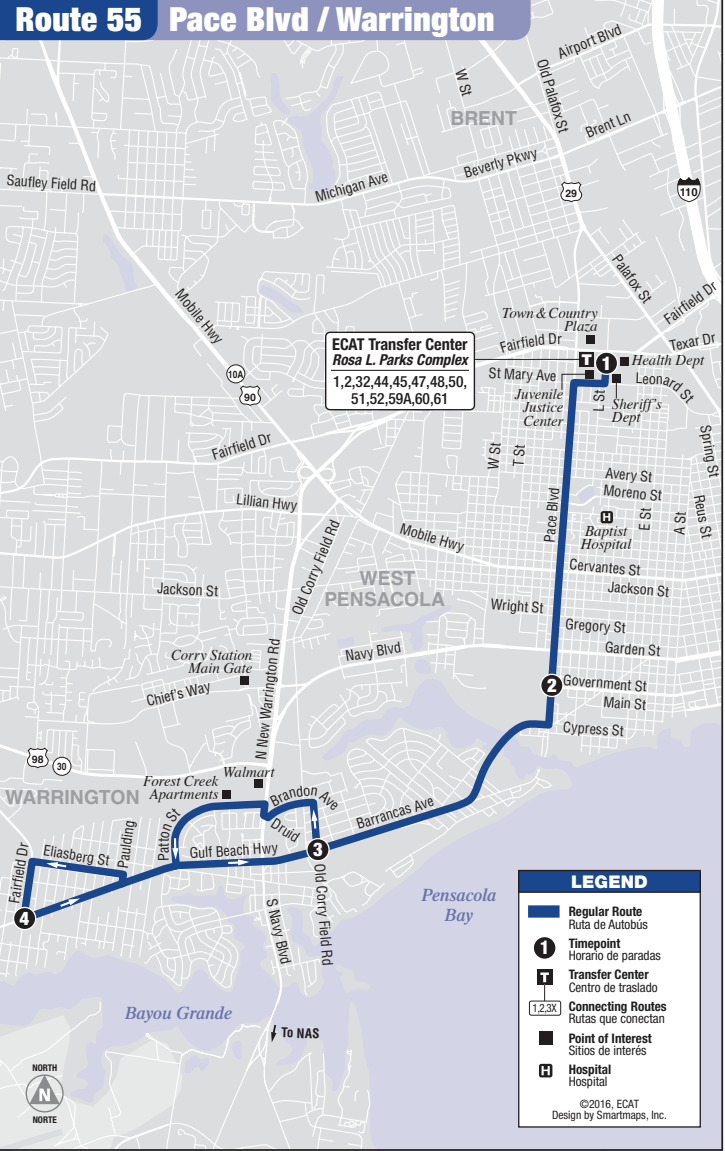 Route 55 Pace Blvd / Warrington
Airport Blvd
W St
Old Palafox St
BRENT
Brent Ln
Beverly Pkwy
Saufley Field Rd
Michigan Ave
29
110
Palafox St
Fairfield Dr
Mobile Hwy
Town & Country
Plaza
Fairfield Dr
Texar Dr
ECAT Transfer Center
Rosa L. Parks Complex
1,2,32,44,45,47,48,50,
51,52,59A,60,61
T
1
Health Dept
St Mary Ave
Leonard St
10A
90
Juvenile
Justice
Center
L St
Sheriff's
Dept
Fairfield Dr
W St
T St
Spring St
Avery St
Moreno St
Lillian Hwy
Pace Blvd
H
Baptist
Hospital
E St
A St
Reus St
Mobile Hwy
Old Corry Field Rd
Cervantes St
WEST
PENSACOLA
Jackson St
Jackson St
Wright St
Gregory St
Garden St
Corry Station
Main Gate
Navy Blvd
Chief's Way
N New Warrington Rd
2
Government St
Main St
Cypress St
98
30
Walmart
Forest Creek
Apartments
WARRINGTON
Brandon Ave
Barrancas Ave
Patton St
Druid
Paulding
Eliasberg St
Gulf Beach Hwy
3
Fairfield Dr
Old Corry Field Rd
4
S Navy Blvd
Pensacola
Bay
Bayou Grande
To NAS
NORTH
N
NORTE
LEGEND
Regular Route
Ruta de Autobús
1
Timepoint
Horario de paradas
T
Transfer Center
Centro de traslado
1,2,3X
Connecting Routes
Rutas que conectan
Point of Interest
Sitios de interés
H
Hospital
Hospital
©2016, ECAT
Design by Smartmaps, Inc.